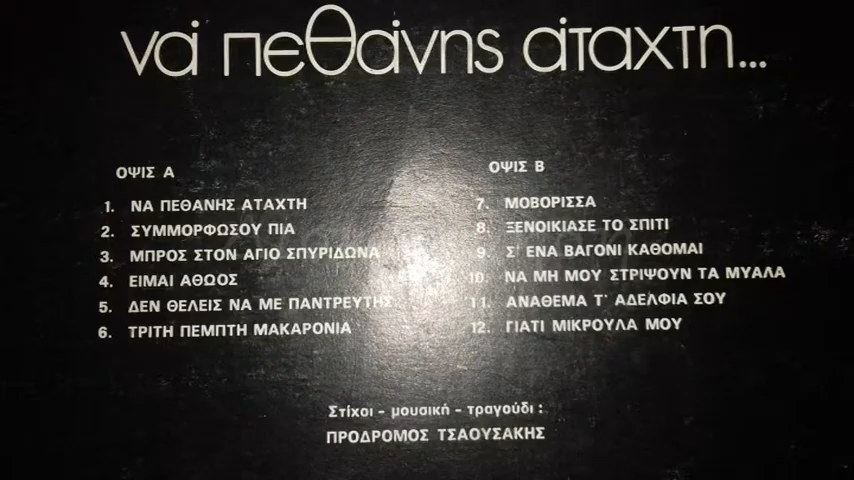 νά πεθάνης άταχτη...
ΟΨΙΣ Α
1. ΝΑ ΠΕΘΑΝΗΣ ΑΤΑΧΤΗ
2. ΣΥΜΜΟΡΦΩΣΟΥ ΠΙΑ
3. ΜΠΡΟΣ ΣΤΟΝ ΑΓΙΟ ΣΠΥΡΙΔΩΝΑ
4. ΕΙΜΑΙ ΑΘΩΟΣ
5. ΔΕΝ ΘΕΛΕΙΣ ΝΑ ΜΕ ΠΑΝΤΡΕΥΤΗΣ
6. ΤΡΙΤΗ ΠΕΜΠΤΗ ΜΑΚΑΡΟΝΙΑ
ΟΨΙΣ Β
7. ΜΟΒΟΡΙΣΣΑ
8. ΞΕΝΟΙΚΙΑΣΕ ΤΟ ΣΠΙΤΙ
9. Σ' ΕΝΑ ΒΑΓΟΝΙ ΚΑΘΟΜΑΙ
10. ΝΑ ΜΗ ΜΟΥ ΣΤΡΙΨΟΥΝ ΤΑ ΜΥΑΛΑ
11. ΑΝΑΘΕΜΑ Τ' ΑΔΕΛΦΙΑ ΣΟΥ
12. ΓΙΑΤΙ ΜΙΚΡΟΥΛΑ ΜΟΥ
Στίχοι - μουσική - τραγούδι :
ΠΡΟΔΡΟΜΟΣ ΤΣΑΟΥΣΑΚΗΣ